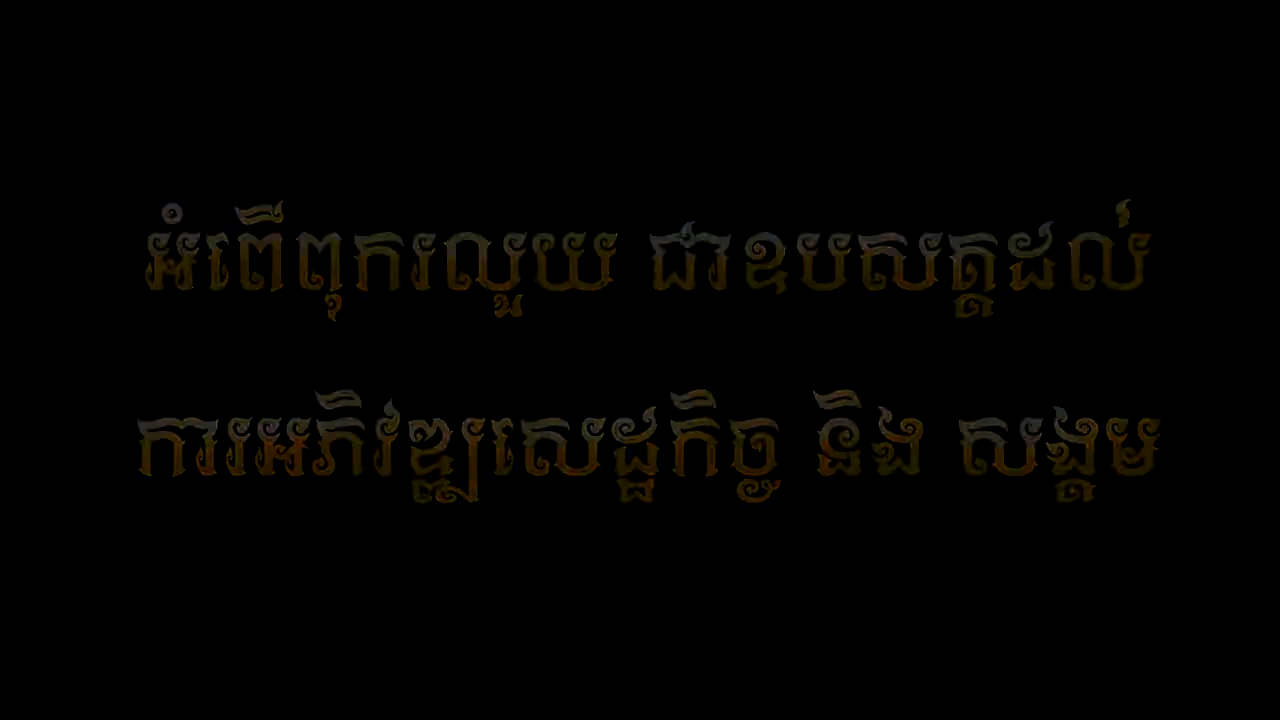 អំពើពុករលួយ ជាឧបសគ្គដល់
ការអភិវឌ្ឍសេដ្ឋកិច្ច និង សង្គម